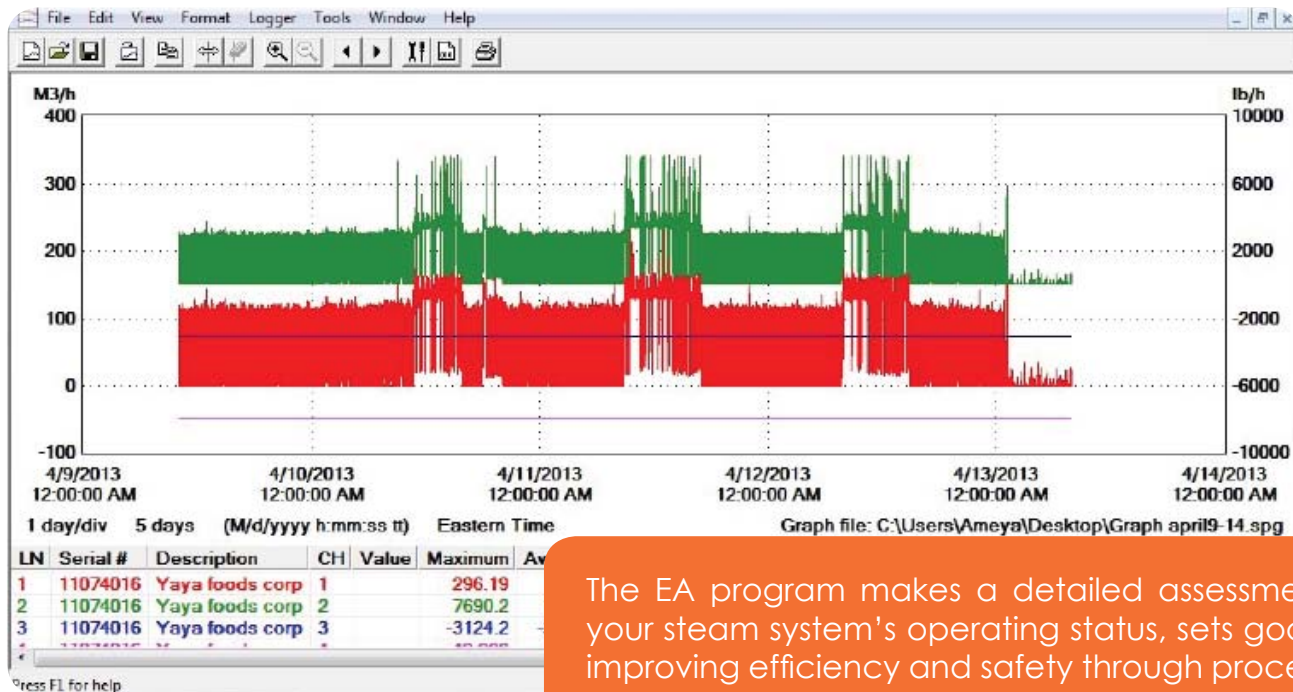 File Edit View Format Logger Tools Window Help
M3/h lb/h
400 10000
300 6000
200 2000
100 -2000
0 -6000
-100 -10000
4/9/2013 4/10/2013 4/11/2013 4/12/2013 4/13/2013 4/14/2013
12:00:00 AM 12:00:00 AM 12:00:00 AM 12:00:00 AM 12:00:00 AM 12:00:00 AM
1 day/div 5 days (M/d/yyyy h:mm:ss tt) Eastern Time Graph file: C:\Users\Ameya\Desktop\Graph april9-14.spg
LN Serial # Description CH Value Maximum Av
1 11074016 Yaya foods corp 1 296.19
2 11074016 Yaya foods corp 2 7690.2
3 11074016 Yaya foods corp 3 -3124.2 -
Press F1 for help
The EA program makes a detailed assessme
your steam system's operating status, sets goa
improving efficiency and safety through proce